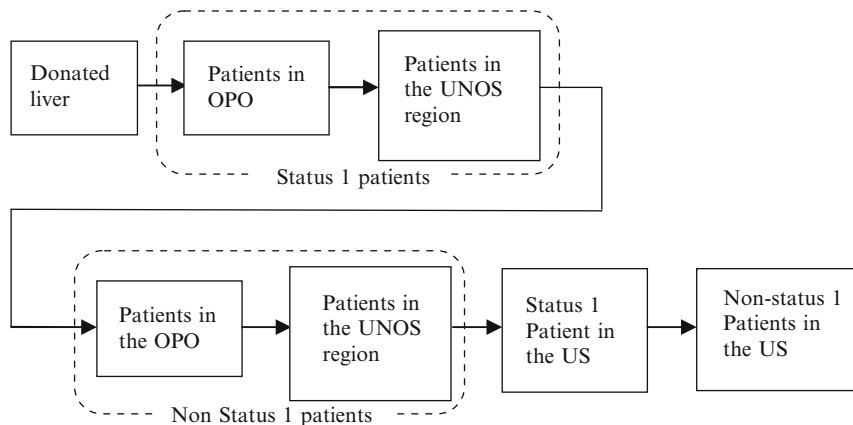 Donated
liver
Patients in
OPO
Patients in
the UNOS
region
Status 1 patients
Patients in
the OPO
Patients in
the UNOS
region
Non Status 1 patients
Status 1
Patient in
the US
Non-status 1
Patients in
the US